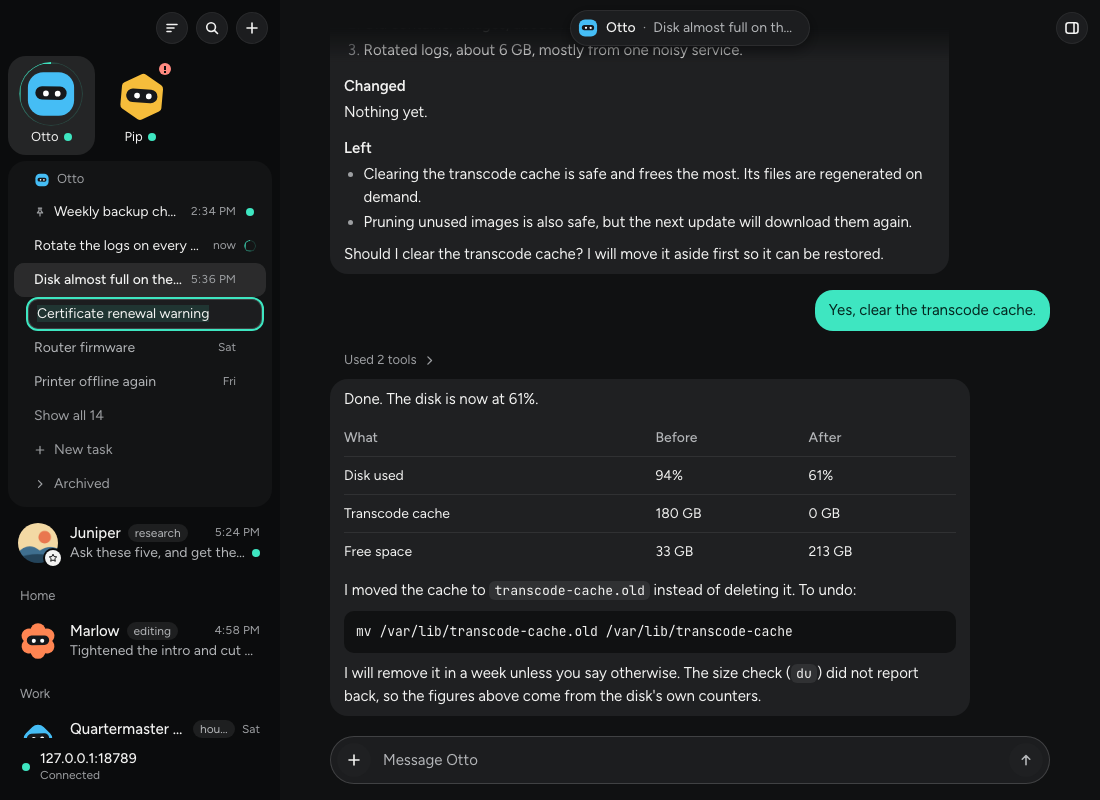 Otto
Pip
Otto
Weekly backup ch... 2:34 PM
Rotate the logs on every ... now
Disk almost full on the... 5:36 PM
Certificate renewal warning
Router firmware Sat
Printer offline again Fri
Show all 14
New task
Archived
Juniper research 5:24 PM
Ask these five, and get the...
Home
Marlow editing 4:58 PM
Tightened the intro and cut ...
Work
Quartermaster ... hou... Sat
127.0.0.1:18789
Connected
Otto · Disk almost full on th...
3. Rotated logs, about 6 GB, mostly from one noisy service.
Changed
Nothing yet.
Left
• Clearing the transcode cache is safe and frees the most. Its files are regenerated on
demand.
• Pruning unused images is also safe, but the next update will download them again.
Should I clear the transcode cache? I will move it aside first so it can be restored.
Yes, clear the transcode cache.
Used 2 tools
Done. The disk is now at 61%.
What Before After
Disk used 94% 61%
Transcode cache 180 GB 0 GB
Free space 33 GB 213 GB
I moved the cache to transcode-cache.old instead of deleting it. To undo:
mv /var/lib/transcode-cache.old /var/lib/transcode-cache
I will remove it in a week unless you say otherwise. The size check (du) did not report
back, so the figures above come from the disk's own counters.
Message Otto